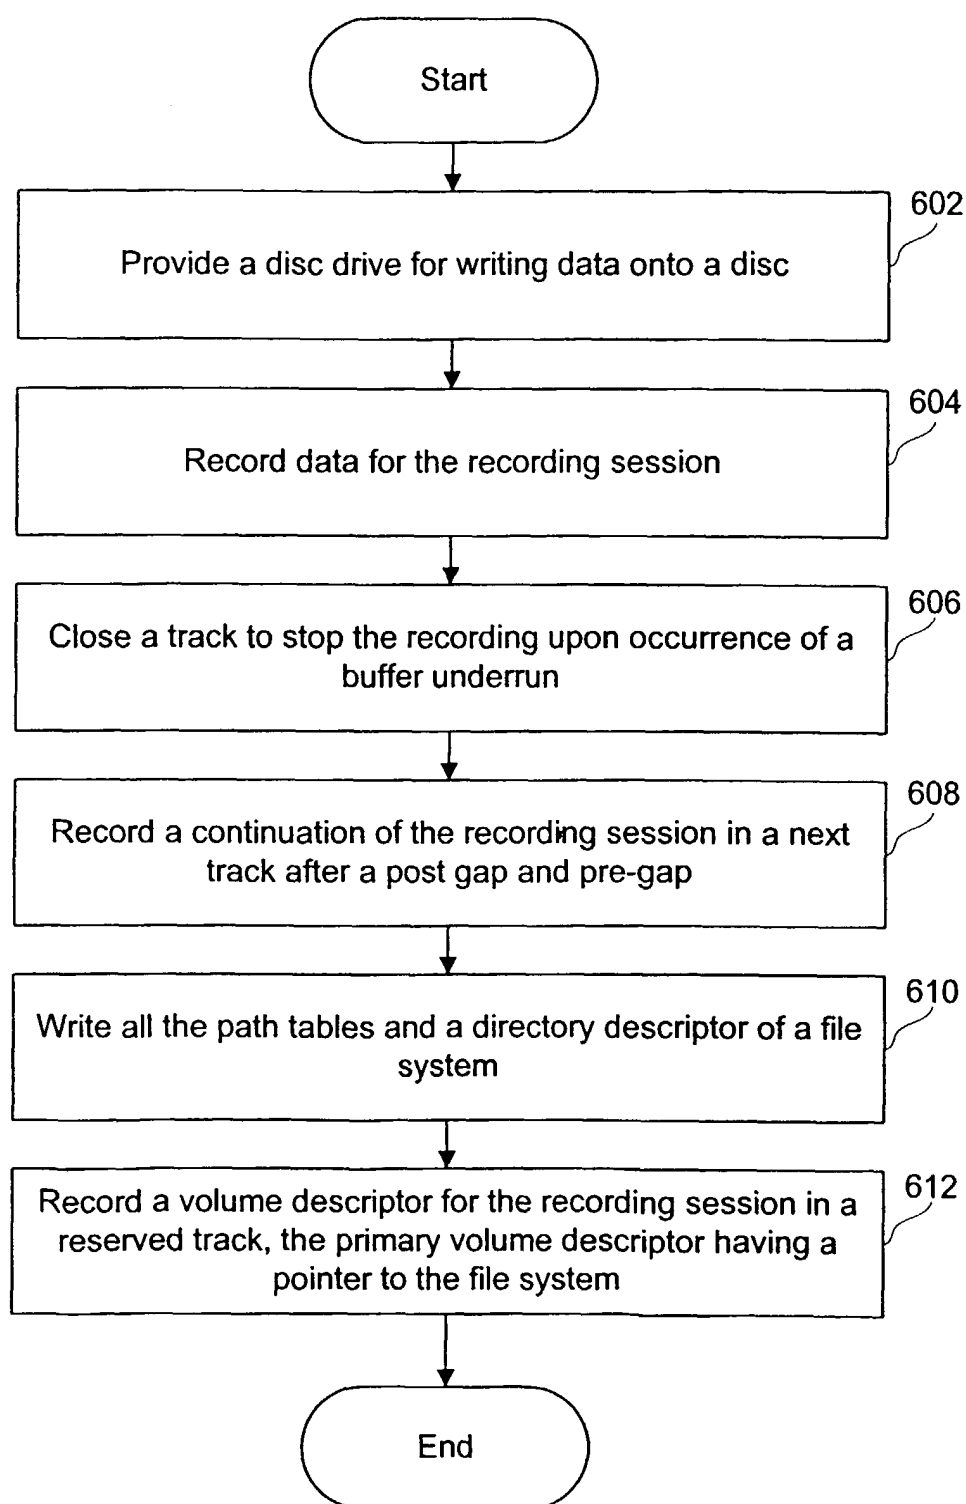 Start
602
Provide a disc drive for writing data onto a disc
604
Record data for the recording session
606
Close a track to stop the recording upon occurrence of a
buffer underrun
608
Record a continuation of the recording session in a next
track after a post gap and pre-gap
610
Write all the path tables and a directory descriptor of a file
system
612
Record a volume descriptor for the recording session in a
reserved track, the primary volume descriptor having a
pointer to the file system
End